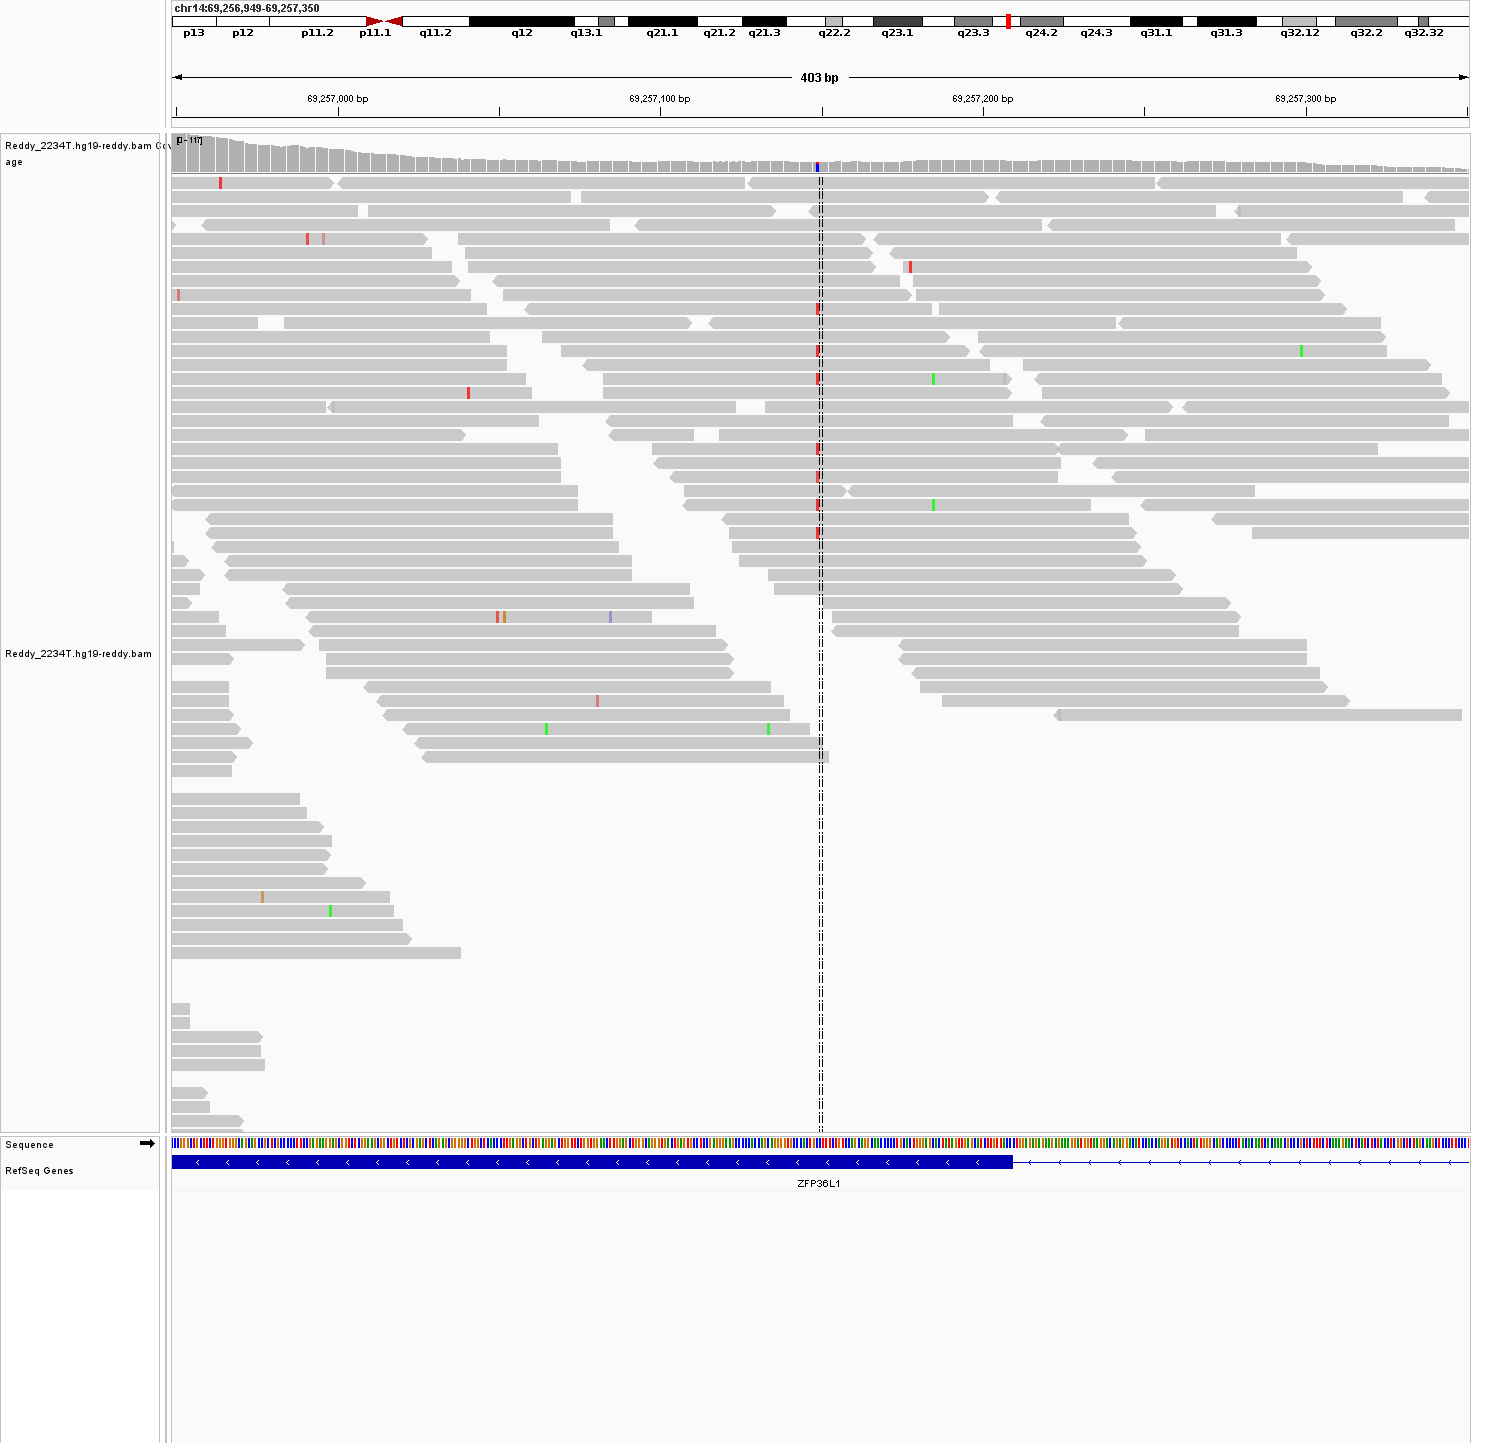 chr14:69,256,949-69,257,350
p13 p12 p11.2 p11.1 q11.2 q12 q13.1 q21.1 q21.2 q21.3 q22.2 q23.1 q23.3 q24.2 q24.3 q31.1 q31.3 q32.12 q32.2 q32.32
403 bp
69,257,000 bp 69,257,100 bp 69,257,200 bp 69,257,300 bp
[0 - 117]
Reddy_2234T.hg19-reddy.bam Cov
age
Reddy_2234T.hg19-reddy.bam
Sequence
RefSeq Genes
ZFP36L1